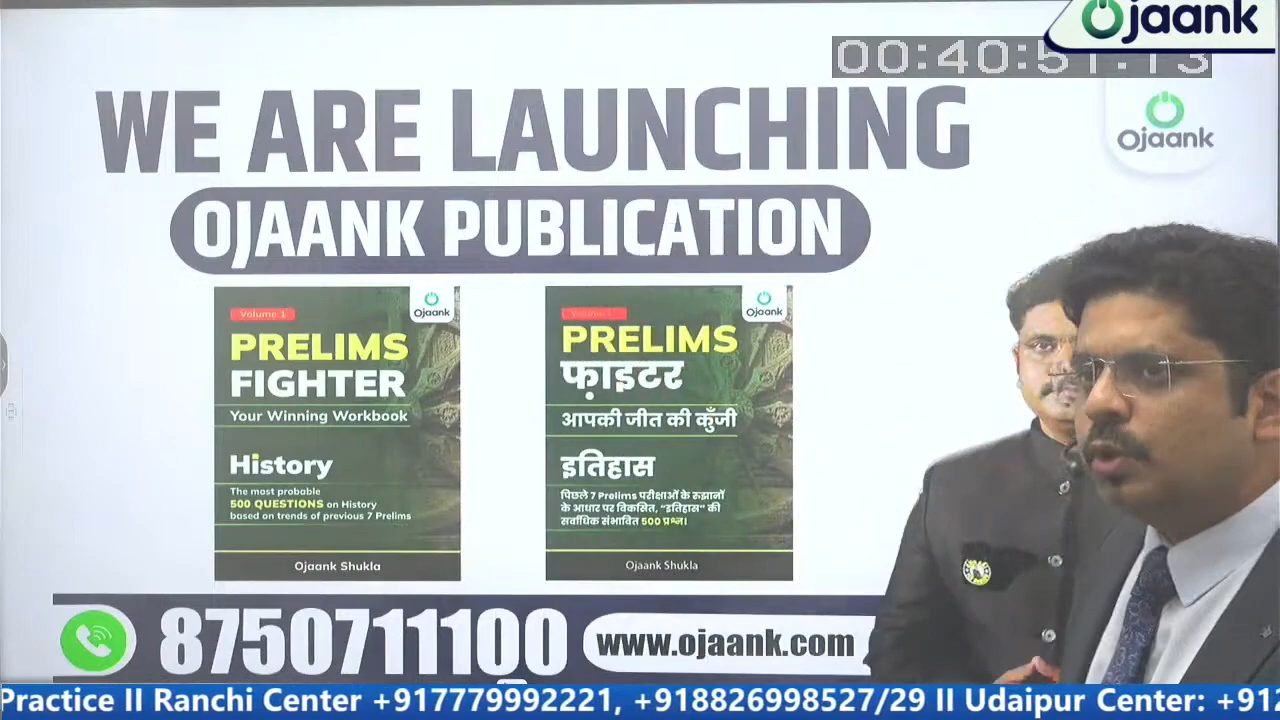 Ojaank
00:40:51:13
WE ARE LAUNCHING
Ojaank
OJAANK PUBLICATION
Volume 1
Ojaank
PRELIMS
FIGHTER
Your Winning Workbook
History
The most probable
500 QUESTIONS on History
based on trends of previous 7 Prelims
Ojaank Shukla
Volume 1
Ojaank
PRELIMS
फ़ाइटर
आपकी जीत की कुँजी
इतिहास
पिछले 7 Prelims परीक्षाओं के रुझानों
के आधार पर विकसित, "इतिहास" की
सर्वाधिक संभावित 500 प्रश्न।
Ojaank Shukla
8750711100
www.ojaank.com
Practice II Ranchi Center +917779992221, +918826998527/29 II Udaipur Center: +912